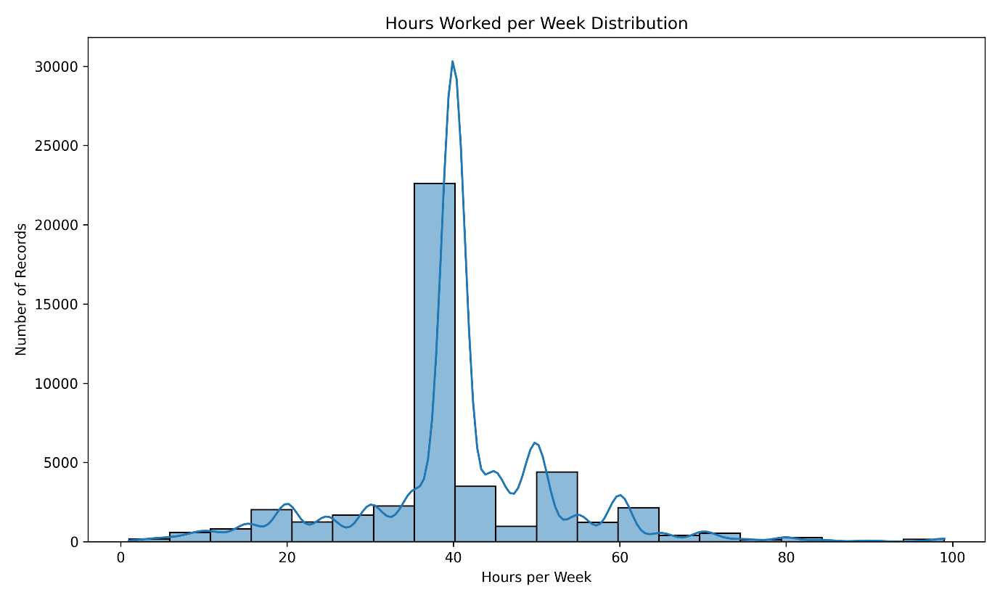 Hours Worked per Week Distribution
30000
25000
20000
15000
10000
5000
0
Number of Records
0 20 40 60 80 100
Hours per Week